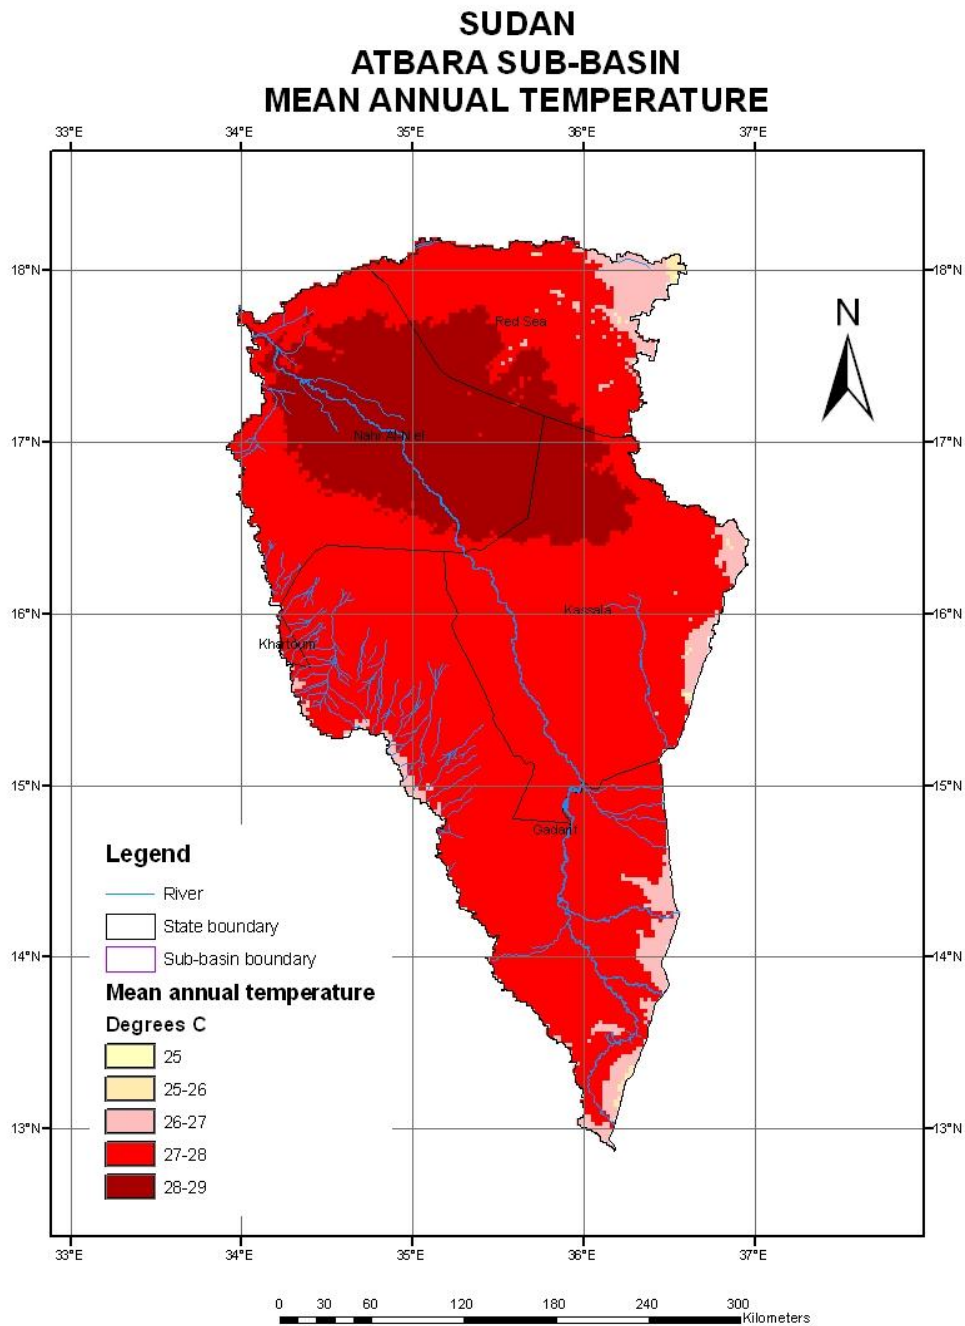 SUDAN
ATBARA SUB-BASIN
MEAN ANNUAL TEMPERATURE
33°E 34°E 35°E 36°E 37°E
18°N 18°N
N
Red Sea
17°N 17°N
Nahr
16°N 16°N
Kassala
Khartoum
15°N 15°N
Gadarif
14°N 14°N
13°N 13°N
Legend
River
State boundary
Sub-basin boundary
Mean annual temperature
Degrees C
25
25-26
26-27
27-28
28-29
33°E 34°E 35°E 36°E 37°E
0 30 60 120 180 240 300
Kilometers